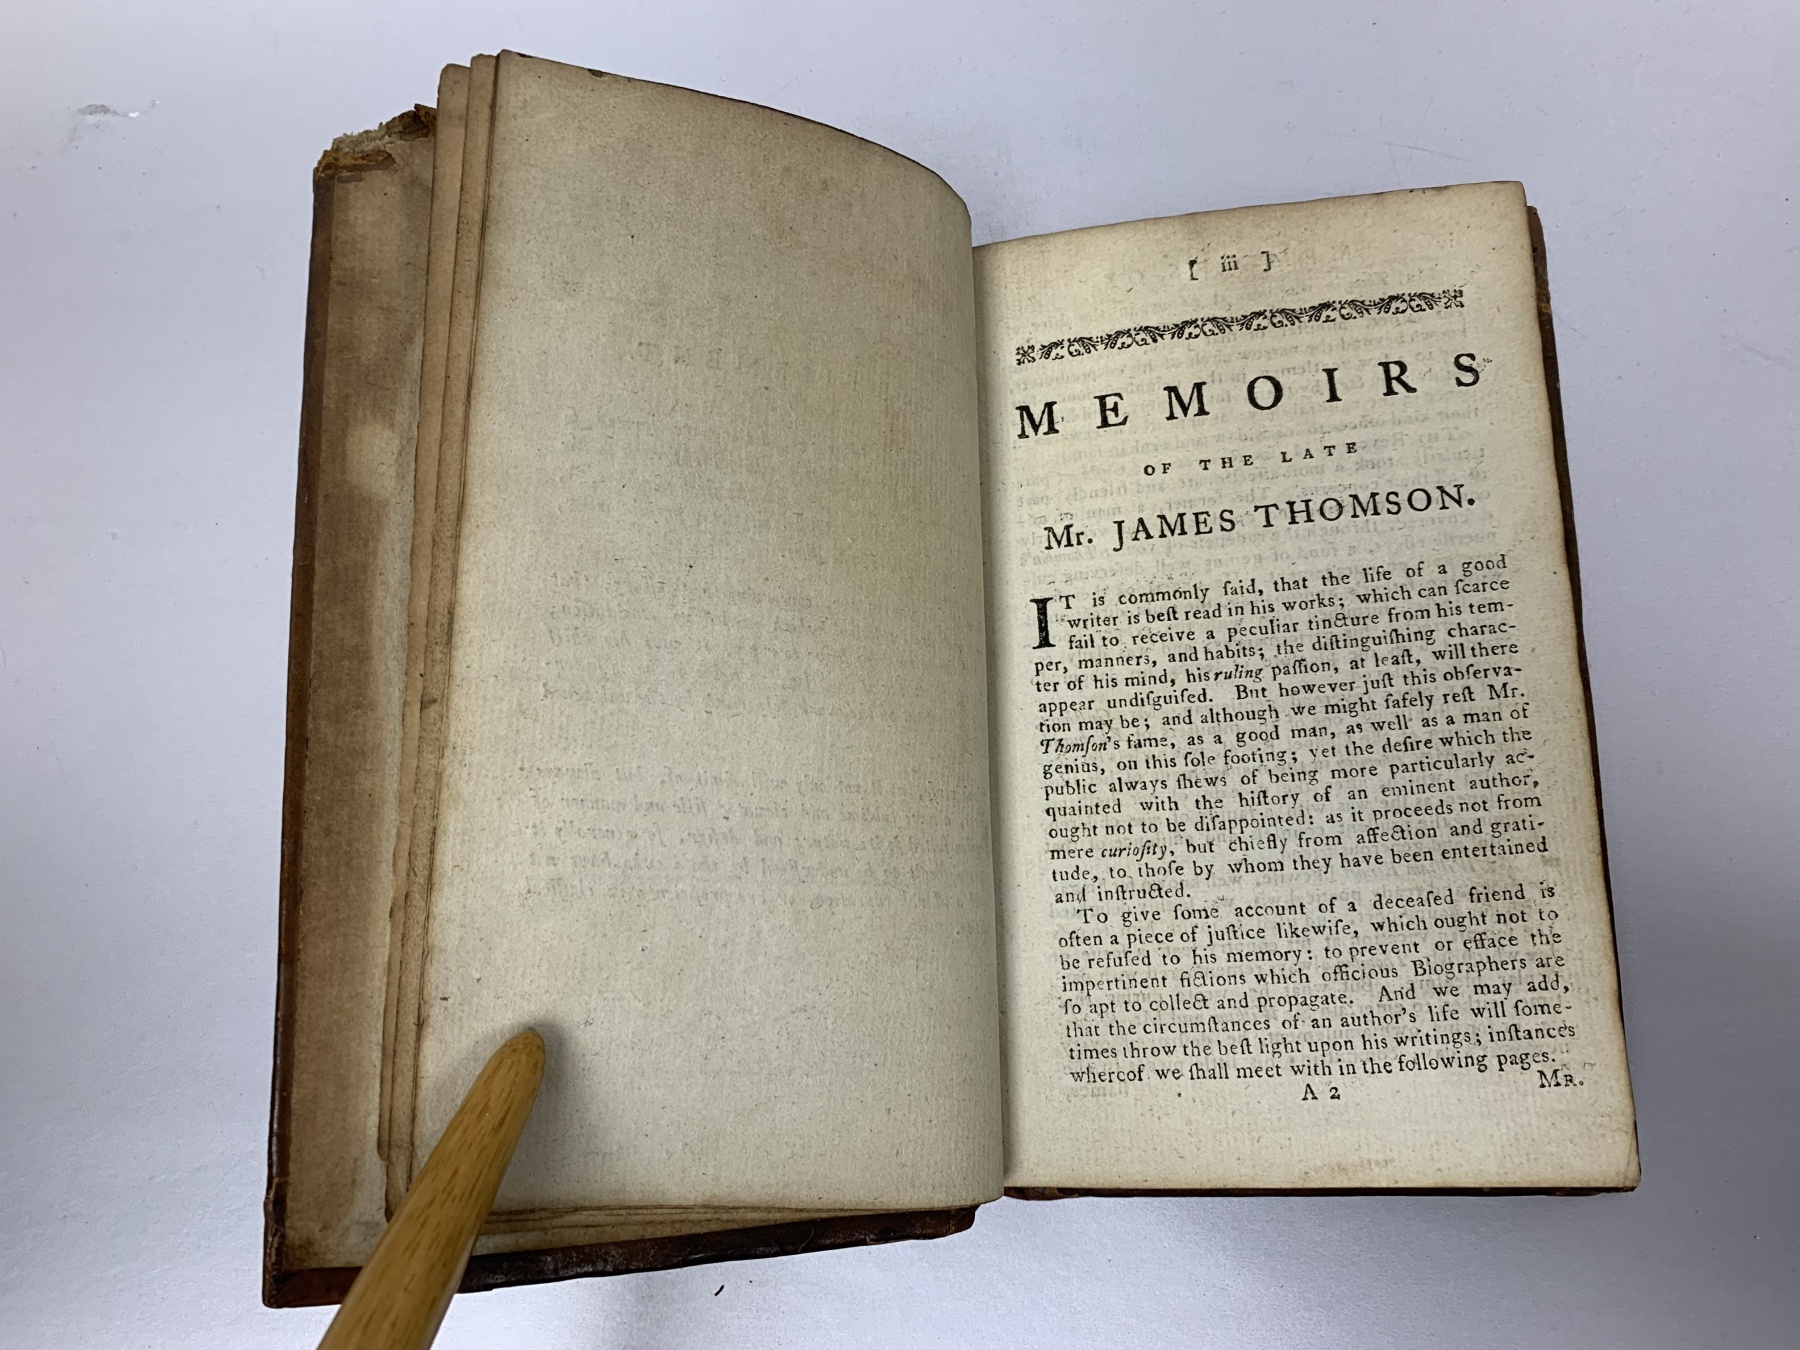 [ iii ]
MEMOIRS
OF THE LATE
Mr. JAMES THOMSON.
IT is commonly ſaid, that the life of a good
writer is beſt read in his works; which can ſcarce
fail to receive a peculiar tincture from his tem-
per, manners, and habits; the diſtinguiſhing charac-
ter of his mind, his ruling paſſion, at leaſt, will there
appear undiſguiſed. But however juſt this obſerva-
tion may be; and although we might ſafely reſt Mr.
Thomſon's fame, as a good man, as well as a man of
genius, on this ſole footing; yet the deſire which the
public always ſhews of being more particularly ac-
quainted with the hiſtory of an eminent author,
ought not to be diſappointed: as it proceeds not from
mere curioſity, but chiefly from affection and grati-
tude, to thoſe by whom they have been entertained
and inſtructed.
To give ſome account of a deceaſed friend is
often a piece of juſtice likewiſe, which ought not to
be refuſed to his memory: to prevent or efface the
impertinent fictions which officious Biographers are
ſo apt to collect and propagate. And we may add,
that the circumſtances of an author's life will ſome-
times throw the beſt light upon his writings; inſtances
whereof we ſhall meet with in the following pages.
A 2 MR.